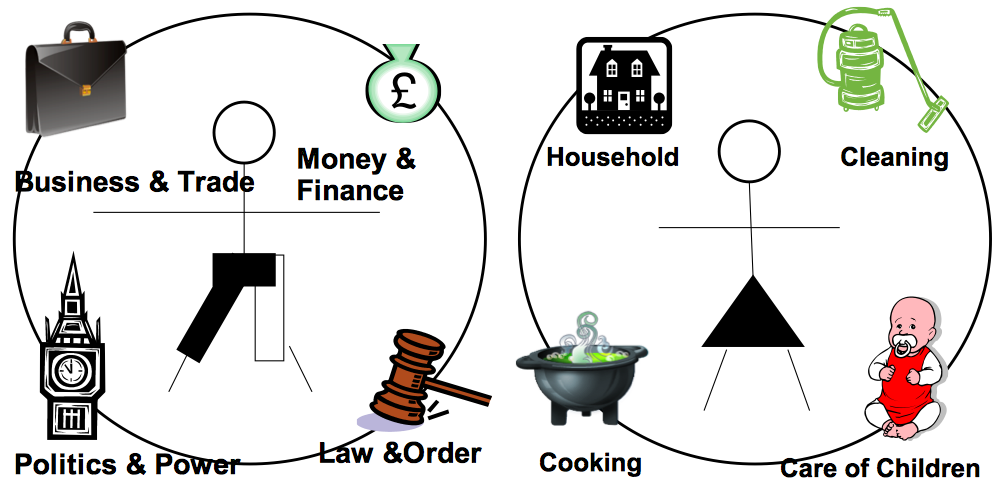 £
Money &
Finance
Business & Trade
Politics & Power
Law &Order
Household
Cleaning
Cooking
Care of Children